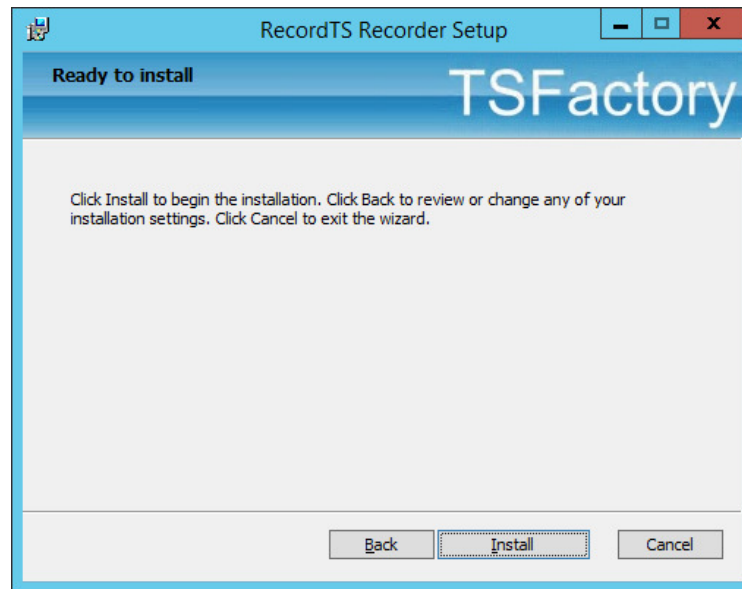 RecordTS Recorder Setup
Ready to install
TSFactory
Click Install to begin the installation. Click Back to review or change any of your
installation settings. Click Cancel to exit the wizard.
Back
Install
Cancel